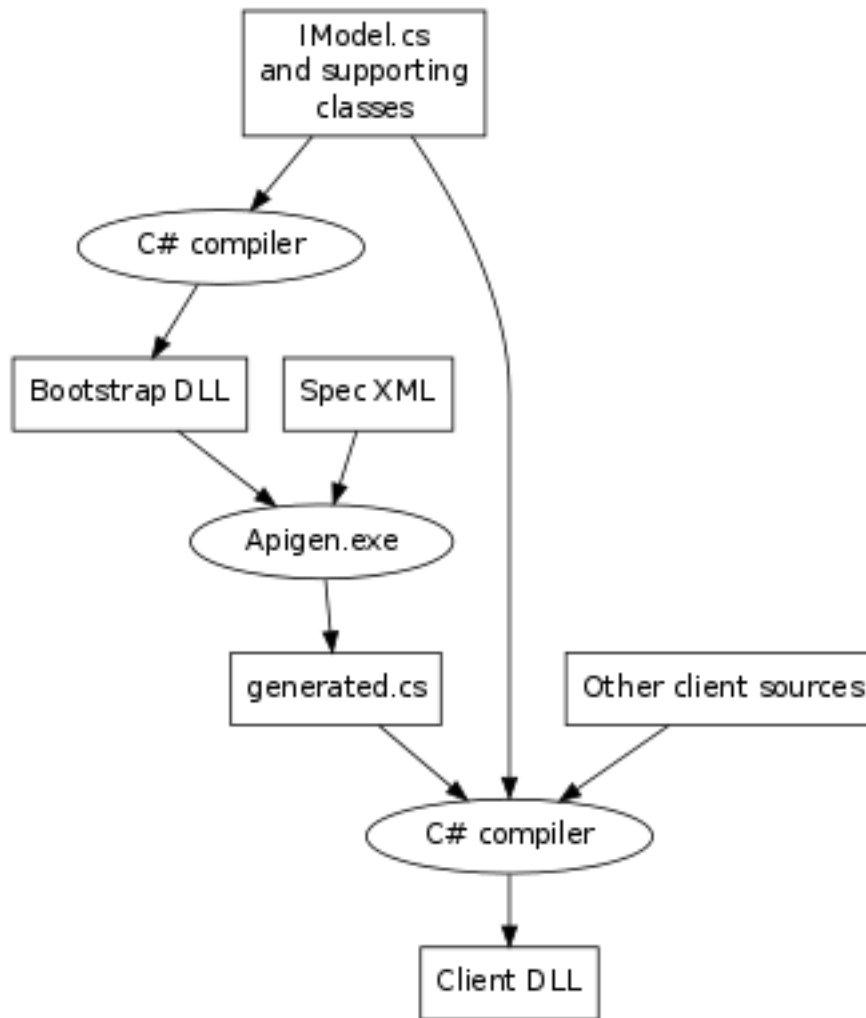 IModel.cs
and supporting
classes
C# compiler
Bootstrap DLL
Spec XML
Apigen.exe
generated.cs
Other client sources
C# compiler
Client DLL